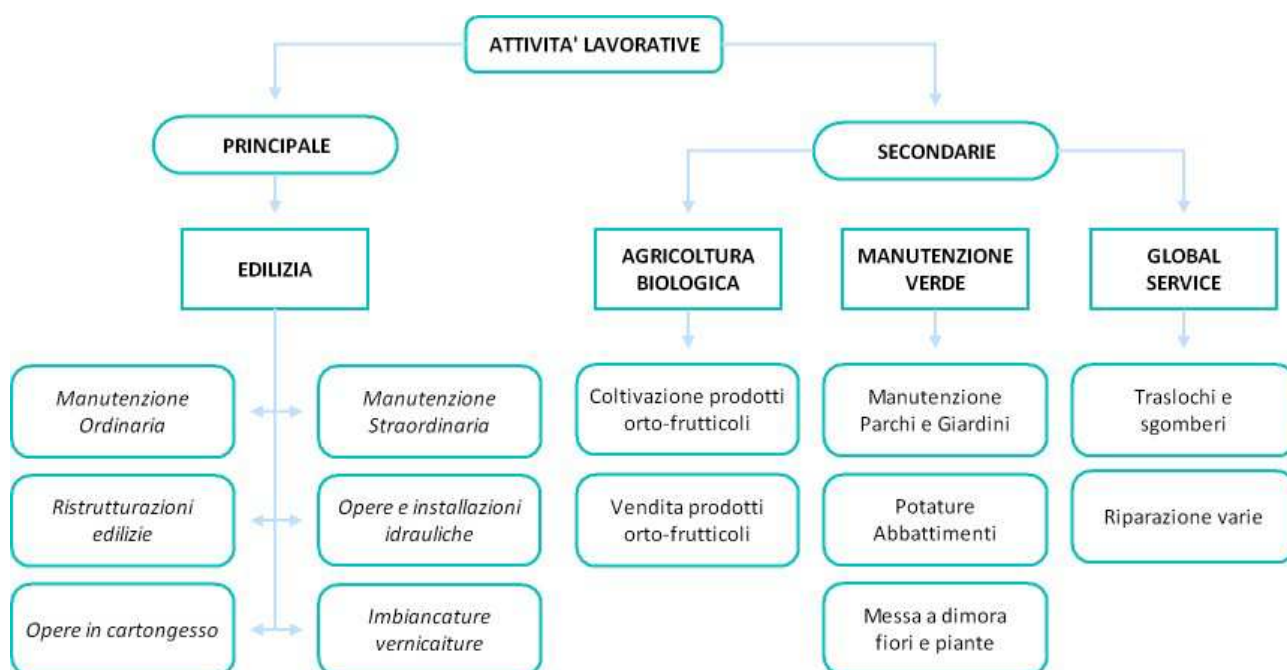 ATTIVITA' LAVORATIVE
PRINCIPALE
SECONDARIE
EDILIZIA
AGRICOLTURA
BIOLOGICA
MANUTENZIONE
VERDE
GLOBAL
SERVICE
Manutenzione
Ordinaria
Manutenzione
Straordinaria
Coltivazione prodotti
orto-frutticoli
Manutenzione
Parchi e Giardini
Traslochi e
sgomberi
Ristrutturazioni
edilizie
Opere e installazioni
idrauliche
Vendita prodotti
orto-frutticoli
Potature
Abbattimenti
Riparazione varie
Opere in cartongesso
Imbiancature
vernicaiture
Messa a dimora
fiori e piante